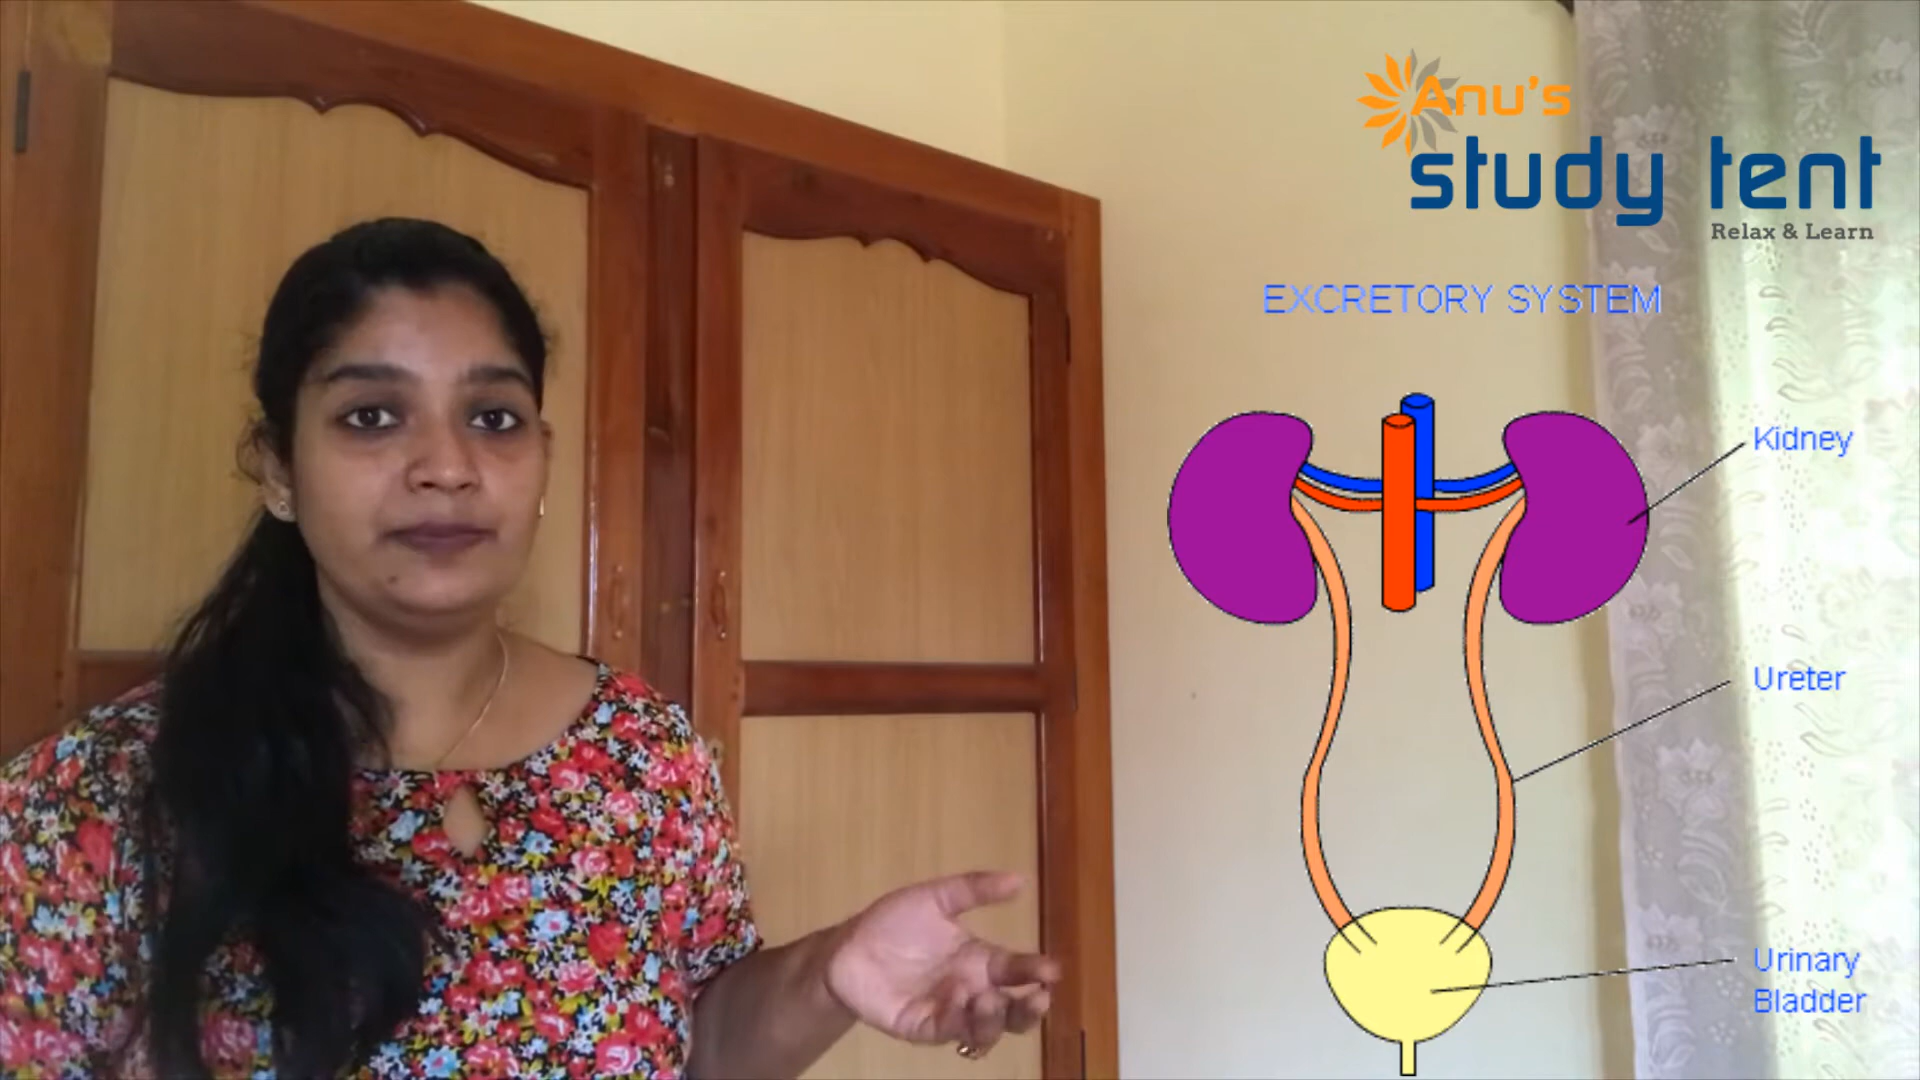 Anu's
study tent
Relax & Learn
EXCRETORY SYSTEM
Kidney
Ureter
Urinary
Bladder